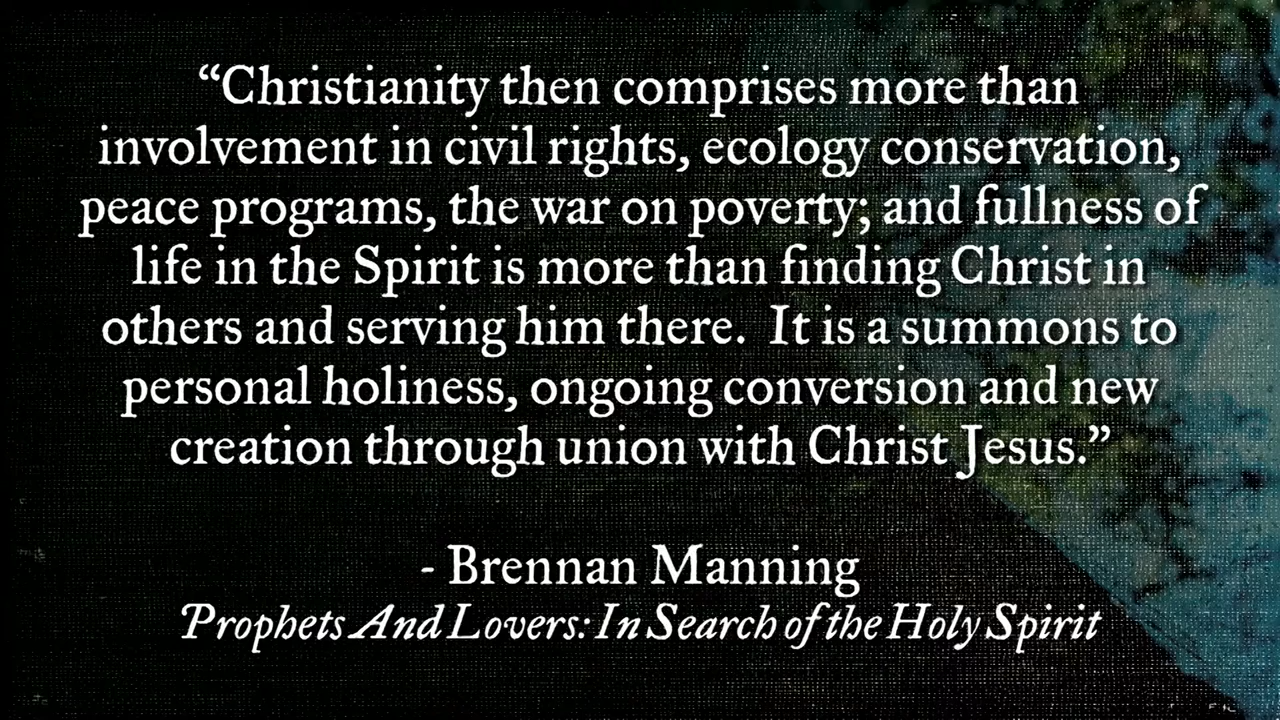 “Christianity then comprises more than
involvement in civil rights, ecology conservation,
peace programs, the war on poverty; and fullness of
life in the Spirit is more than finding Christ in
others and serving him there.  It is a summons to
personal holiness, ongoing conversion and new
creation through union with Christ Jesus.”
- Brennan Manning
Prophets And Lovers: In Search of the Holy Spirit